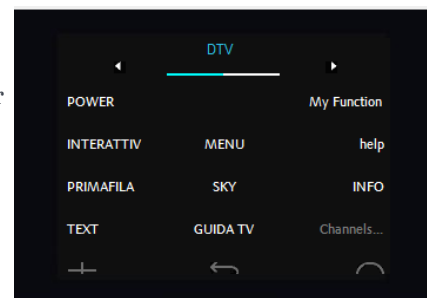 DTV
POWER My Function
INTERATTIV MENU help
PRIMAFILA SKY INFO
TEXT GUIDA TV Channels...